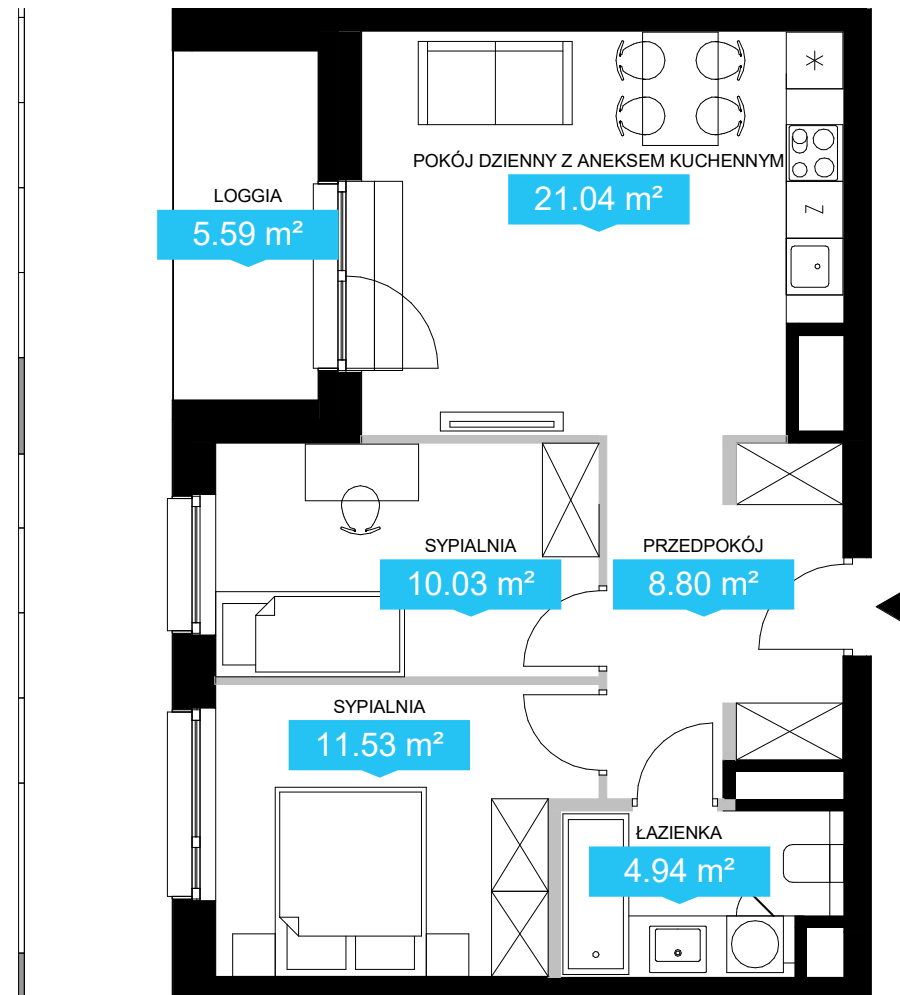 POKÓJ DZIENNY Z ANEKSEM KUCHENNYM
21.04 m²
LOGGIA
5.59 m²
SYPIALNIA
10.03 m²
PRZEDPOKÓJ
8.80 m²
SYPIALNIA
11.53 m²
ŁAZIENKA
4.94 m²